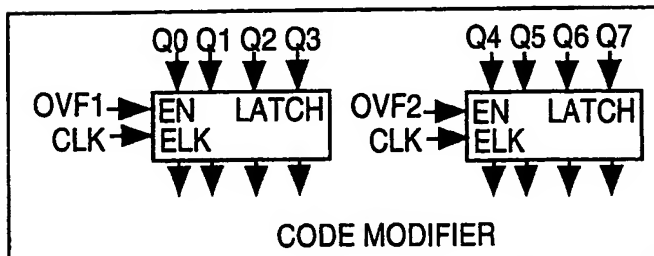 Q0 Q1 Q2 Q3 Q4 Q5 Q6 Q7
OVF1 EN LATCH OVF2 EN LATCH
CLK ELK CLK ELK
CODE MODIFIER